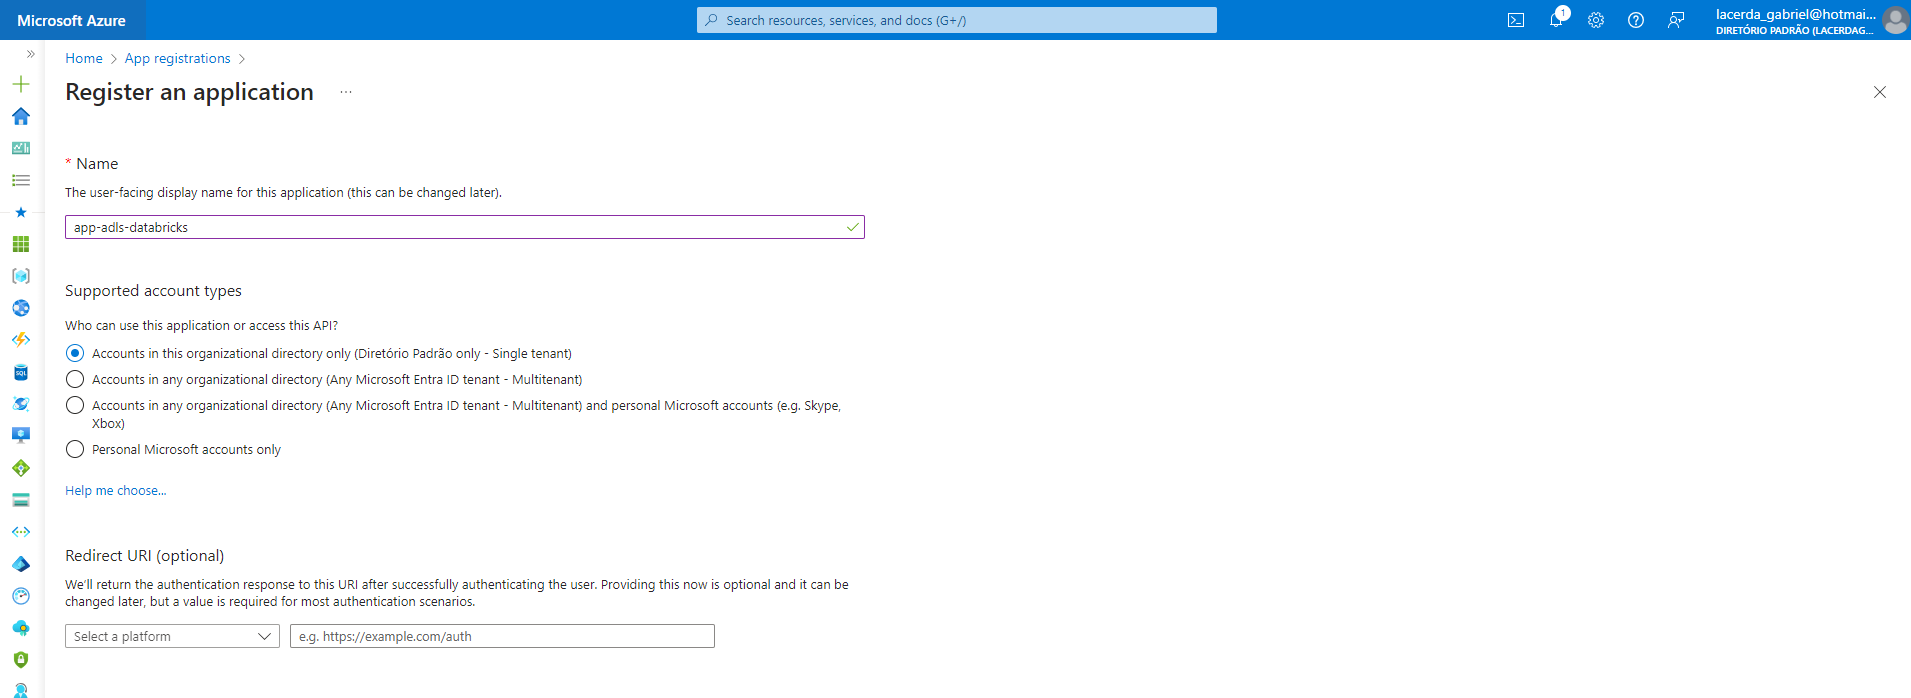 Microsoft Azure
Search resources, services, and docs (G+/)
1
lacerda_gabriel@hotmai...
DIRETÓRIO PADRÃO (LACERDAG...
Home > App registrations >
Register an application ...
* Name
The user-facing display name for this application (this can be changed later).
app-adls-databricks
Supported account types
Who can use this application or access this API?
Accounts in this organizational directory only (Diretório Padrão only - Single tenant)
Accounts in any organizational directory (Any Microsoft Entra ID tenant - Multitenant)
Accounts in any organizational directory (Any Microsoft Entra ID tenant - Multitenant) and personal Microsoft accounts (e.g. Skype,
Xbox)
Personal Microsoft accounts only
Help me choose...
Redirect URI (optional)
We'll return the authentication response to this URI after successfully authenticating the user. Providing this now is optional and it can be
changed later, but a value is required for most authentication scenarios.
Select a platform
e.g. https://example.com/auth